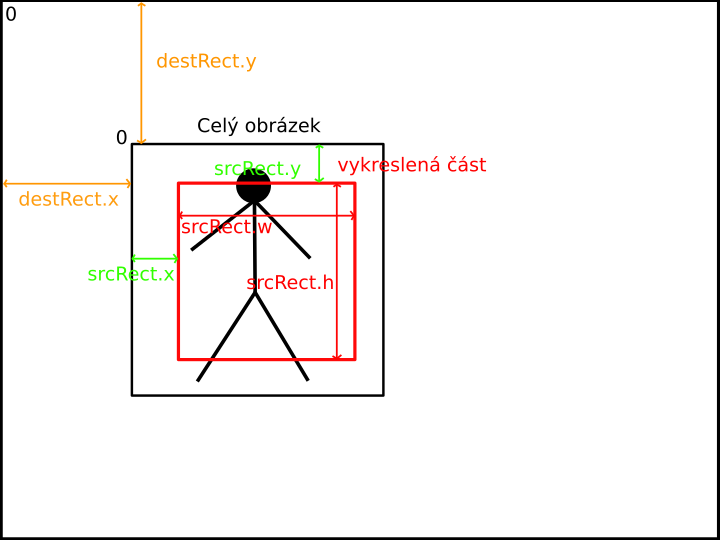 0
destRect.y
Celý obrázek
0
srcRect.y
vykreslená část
destRect.x
srcRect.w
srcRect.x
srcRect.h